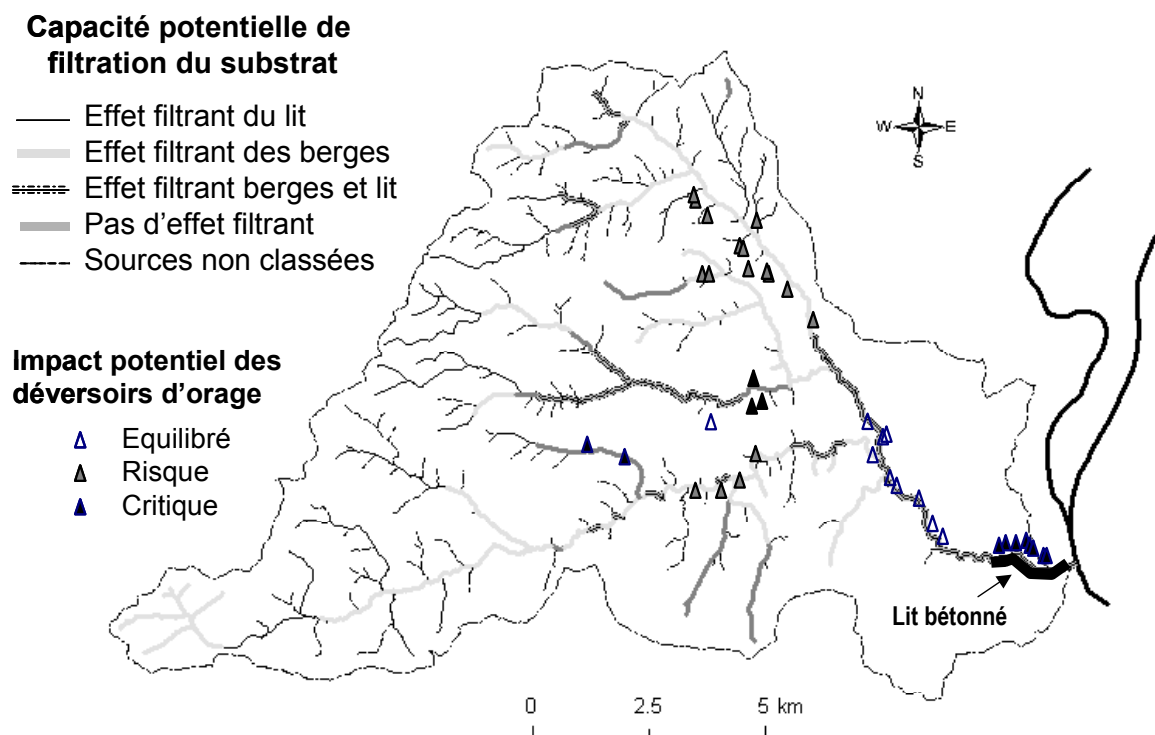 Capacité potentielle de
filtration du substrat
Effet filtrant du lit
Effet filtrant des berges
Effet filtrant berges et lit
Pas d'effet filtrant
Sources non classées
Impact potentiel des
déversoirs d'orage
Equilibré
Risque
Critique
N
W E
S
Lit bétonné
0 2.5 5 km